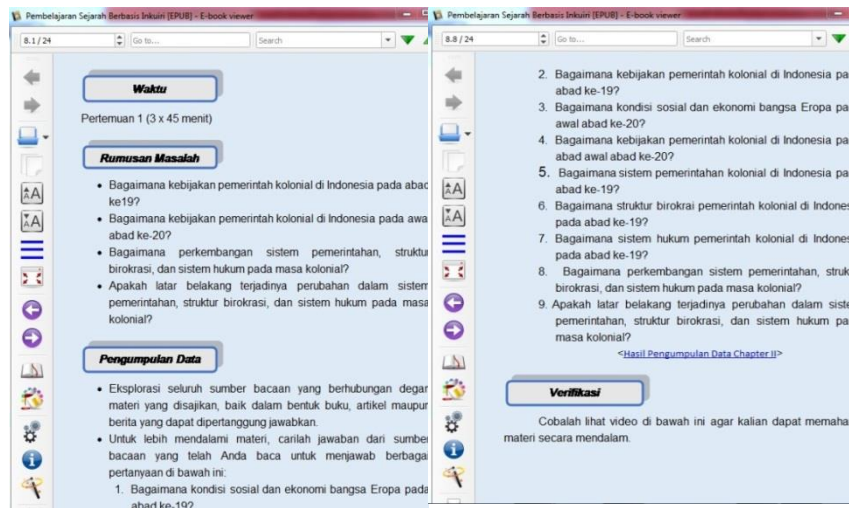 Pembelajaran Sejarah Berbasis Inkuiri [EPUB] - E-book viewer
8.1 / 24
Go to...
Search
Waktu
Pertemuan 1 (3 x 45 menit)
Rumusan Masalah
• Bagaimana kebijakan pemerintah kolonial di Indonesia pada abad
ke19?
• Bagaimana kebijakan pemerintah kolonial di Indonesia pada awa
abad ke-20?
• Bagaimana perkembangan sistem pemerintahan, struktu
birokrasi, dan sistem hukum pada masa kolonial?
• Apakah latar belakang terjadinya perubahan dalam sistem
pemerintahan, struktur birokrasi, dan sistem hukum pada masa
kolonial?
Pengumpulan Data
• Eksplorasi seluruh sumber bacaan yang berhubungan degan
materi yang disajikan, baik dalam bentuk buku, artikel maupun
berita yang dapat dipertanggung jawabkan.
• Untuk lebih mendalami materi, carilah jawaban dari sumber
bacaan yang telah Anda baca untuk menjawab berbaga
pertanyaan di bawah ini:
1. Bagaimana kondisi sosial dan ekonomi bangsa Eropa pada
abad ke-19?
Pembelajaran Sejarah Berbasis Inkuiri [EPUB] - E-book viewer
8.8 / 24
Go to...
Search
2. Bagaimana kebijakan pemerintah kolonial di Indonesia pa
abad ke-19?
3. Bagaimana kondisi sosial dan ekonomi bangsa Eropa pa
awal abad ke-20?
4. Bagaimana kebijakan pemerintah kolonial di Indonesia pa
abad awal abad ke-20?
5. Bagaimana sistem pemerintahan kolonial di Indonesia pa
abad ke-19?
6. Bagaimana struktur birokrai pemerintah kolonial di Indones
pada abad ke-19?
7. Bagaimana sistem hukum pemerintah kolonial di Indones
pada abad ke-19?
8. Bagaimana perkembangan sistem pemerintahan, struk
birokrasi, dan sistem hukum pada masa kolonial?
9. Apakah latar belakang terjadinya perubahan dalam siste
pemerintahan, struktur birokrasi, dan sistem hukum pa
masa kolonial?
<Hasil Pengumpulan Data Chapter II>
Verifikasi
Cobalah lihat video di bawah ini agar kalian dapat memaha
materi secara mendalam.